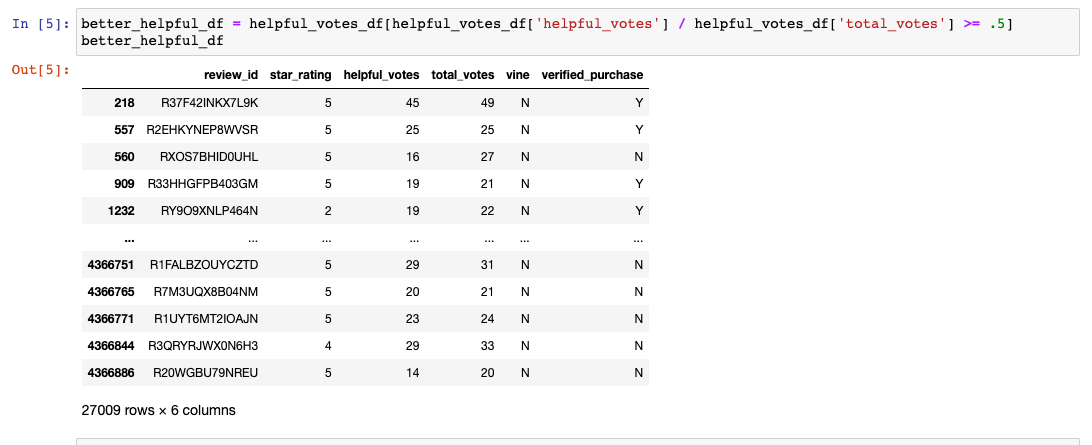 In [5]: better_helpful_df = helpful_votes_df[helpful_votes_df['helpful_votes'] / helpful_votes_df['total_votes'] >= .5]
better_helpful_df
Out[5]:
review_id star_rating helpful_votes total_votes vine verified_purchase
218 R37F42INKX7L9K 5 45 49 N Y
557 R2EHKYNEP8WVSR 5 25 25 N Y
560 RXOS7BHID0UHL 5 16 27 N N
909 R33HHGFPB403GM 5 19 21 N Y
1232 RY9O9XNLP464N 2 19 22 N Y
... ... ... ... ... ... ...
4366751 R1FALBZOUYCZTD 5 29 31 N N
4366765 R7M3UQX8B04NM 5 20 21 N N
4366771 R1UYT6MT2IOAJN 5 23 24 N N
4366844 R3QRYRJWX0N6H3 4 29 33 N N
4366886 R20WGBU79NREU 5 14 20 N N
27009 rows × 6 columns